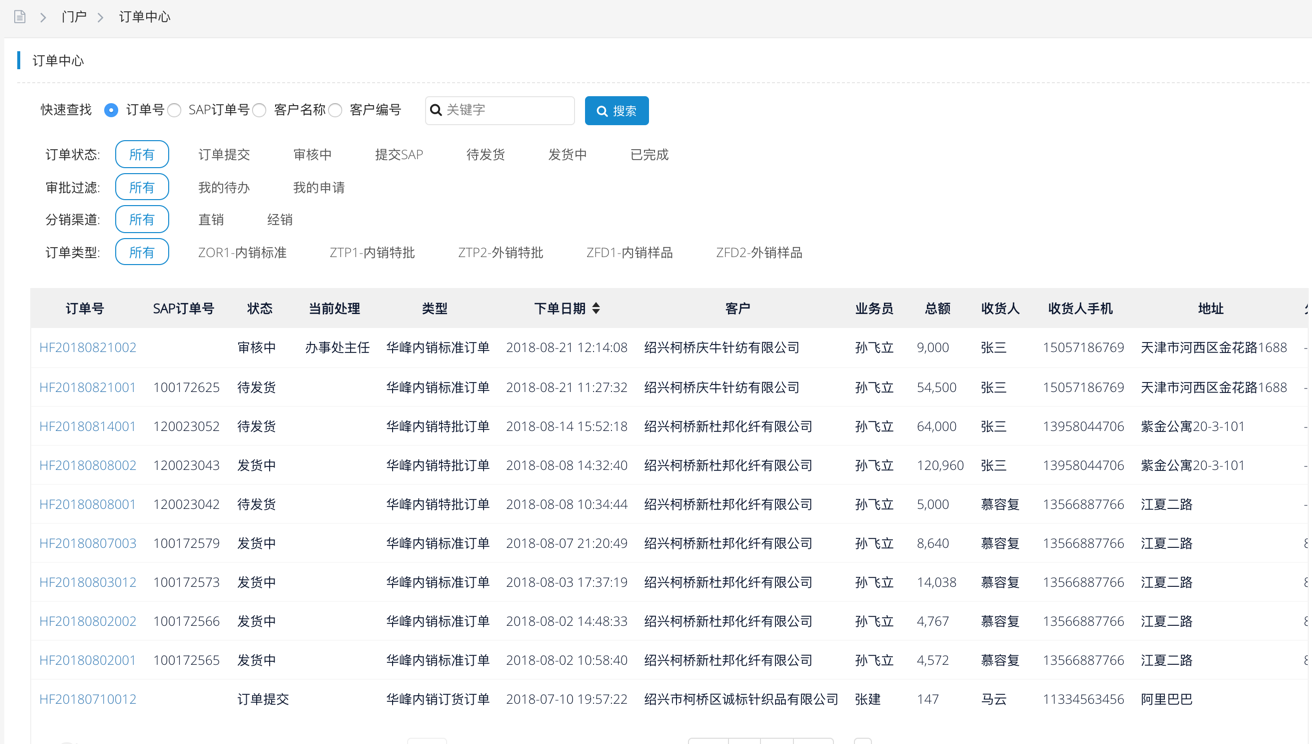 门户 订单中心
订单中心
快速查找 订单号 SAP订单号 客户名称 客户编号 关键字 搜索
订单状态: 所有 订单提交 审核中 提交SAP 待发货 发货中 已完成
审批过滤: 所有 我的待办 我的申请
分销渠道: 所有 直销 经销
订单类型: 所有 ZOR1-内销标准 ZTP1-内销特批 ZTP2-外销特批 ZFD1-内销样品 ZFD2-外销样品
订单号 SAP订单号 状态 当前处理 类型 下单日期 客户 业务员 总额 收货人 收货人手机 地址
HF20180821002 审核中 办事处主任 华峰内销标准订单 2018-08-21 12:14:08 绍兴柯桥庆牛针纺有限公司 孙飞立 9,000 张三 15057186769 天津市河西区金花路1688 -
HF20180821001 100172625 待发货 华峰内销标准订单 2018-08-21 11:27:32 绍兴柯桥庆牛针纺有限公司 孙飞立 54,500 张三 15057186769 天津市河西区金花路1688 -
HF20180814001 120023052 待发货 华峰内销特批订单 2018-08-14 15:52:18 绍兴柯桥新杜邦化纤有限公司 孙飞立 64,000 张三 13958044706 紫金公寓20-3-101 -
HF20180808002 120023043 发货中 华峰内销特批订单 2018-08-08 14:32:40 绍兴柯桥新杜邦化纤有限公司 孙飞立 120,960 张三 13958044706 紫金公寓20-3-101 -
HF20180808001 120023042 待发货 华峰内销特批订单 2018-08-08 10:34:44 绍兴柯桥新杜邦化纤有限公司 孙飞立 5,000 慕容复 13566887766 江夏二路 -
HF20180807003 100172579 发货中 华峰内销标准订单 2018-08-07 21:20:49 绍兴柯桥新杜邦化纤有限公司 孙飞立 8,640 慕容复 13566887766 江夏二路
HF20180803012 100172573 发货中 华峰内销标准订单 2018-08-03 17:37:19 绍兴柯桥新杜邦化纤有限公司 孙飞立 14,038 慕容复 13566887766 江夏二路
HF20180802002 100172566 发货中 华峰内销标准订单 2018-08-02 14:48:33 绍兴柯桥新杜邦化纤有限公司 孙飞立 4,767 慕容复 13566887766 江夏二路
HF20180802001 100172565 发货中 华峰内销标准订单 2018-08-02 10:58:40 绍兴柯桥新杜邦化纤有限公司 孙飞立 4,572 慕容复 13566887766 江夏二路
HF20180710012 订单提交 华峰内销订货订单 2018-07-10 19:57:22 绍兴市柯桥区诚标针织品有限公司 张建 147 马云 11334563456 阿里巴巴